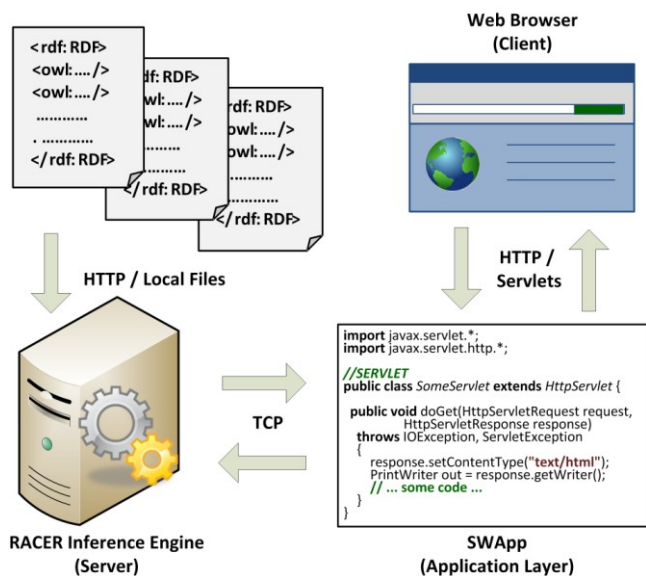 <rdf: RDF>
<owl: .... />
<owl: .... />
............
. ............
</rdf: RDF>
<rdf: RDF>
owl: .... />
owl: .... />
..........
............
/rdf: RDF>
<rdf: RDF>
owl: .... />
owl: .... />
..........
............
</rdf: RDF>
HTTP / Local Files
RACER Inference Engine
(Server)
TCP
Web Browser
(Client)
HTTP /
Servlets
import javax.servlet.*;
import javax.servlet.http.*;
//SERVLET
public class SomeServlet extends HttpServlet {
public void doGet(HttpServletRequest request,
HttpServletResponse response)
throws IOException, ServletException
{
response.setContentType("text/html");
PrintWriter out = response.getWriter();
// ... some code ...
}
}
SWApp
(Application Layer)